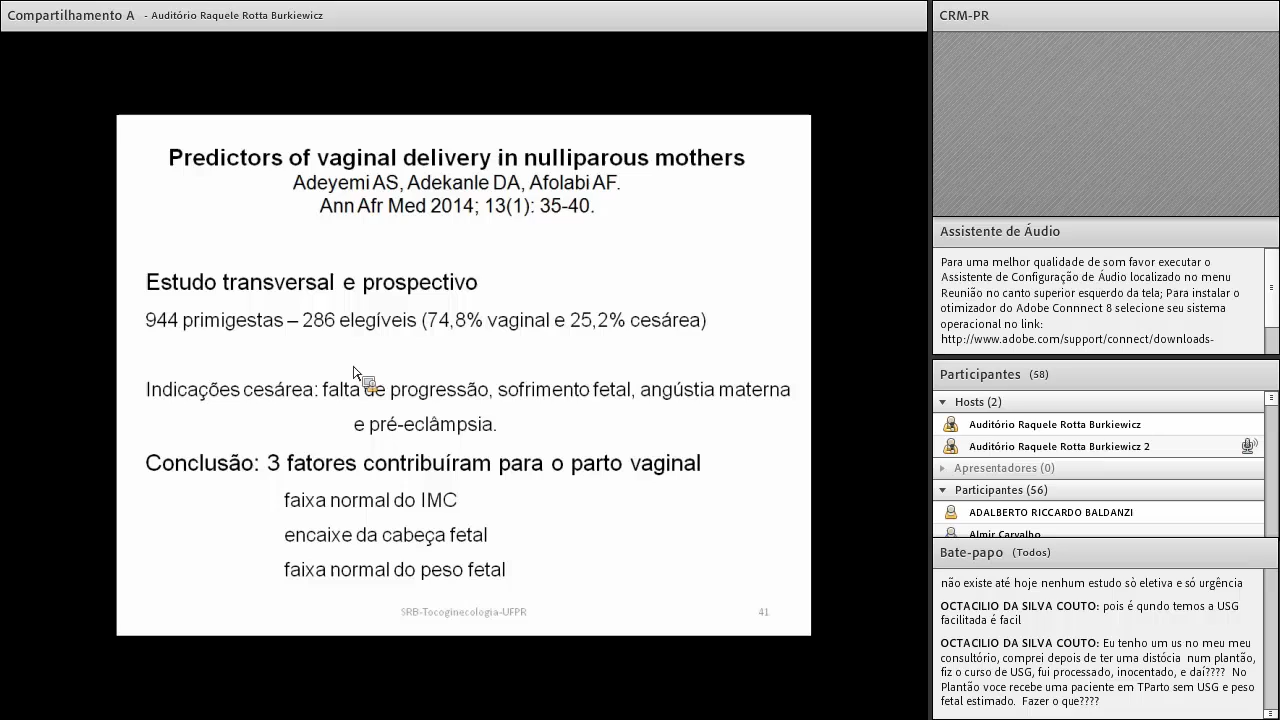 Compartilhamento A - Auditório Raquele Rotta Burkiewicz
Predictors of vaginal delivery in nulliparous mothers
Adeyemi AS, Adekanle DA, Afolabi AF.
Ann Afr Med 2014; 13(1): 35-40.
Estudo transversal e prospectivo
944 primigestas – 286 elegíveis (74,8% vaginal e 25,2% cesárea)
Indicações cesárea: falta de progressão, sofrimento fetal, angústia materna
e pré-eclâmpsia.
Conclusão: 3 fatores contribuíram para o parto vaginal
faixa normal do IMC
encaixe da cabeça fetal
faixa normal do peso fetal
SRB-Tocoginecologia-UFPR 41
CRM-PR
Assistente de Áudio
Para uma melhor qualidade de som favor executar o
Assistente de Configuração de Áudio localizado no menu
Reunião no canto superior esquerdo da tela; Para instalar o
otimizador do Adobe Connnect 8 selecione seu sistema
operacional no link:
http://www.adobe.com/support/connect/downloads-
Participantes (58)
Hosts (2)
Auditório Raquele Rotta Burkiewicz
Auditório Raquele Rotta Burkiewicz 2
Apresentadores (0)
Participantes (56)
ADALBERTO RICCARDO BALDANZI
Almir Carvalho
Bate-papo (Todos)
não existe até hoje nenhum estudo sò eletiva e só urgência
OCTACILIO DA SILVA COUTO: pois é qundo temos a USG
facilitada é facil
OCTACILIO DA SILVA COUTO: Eu tenho um us no meu meu
consultório, comprei depois de ter uma distócia num plantão,
fiz o curso de USG, fui processado, inocentado, e daí???? No
Plantão voce recebe uma paciente em TParto sem USG e peso
fetal estimado. Fazer o que????